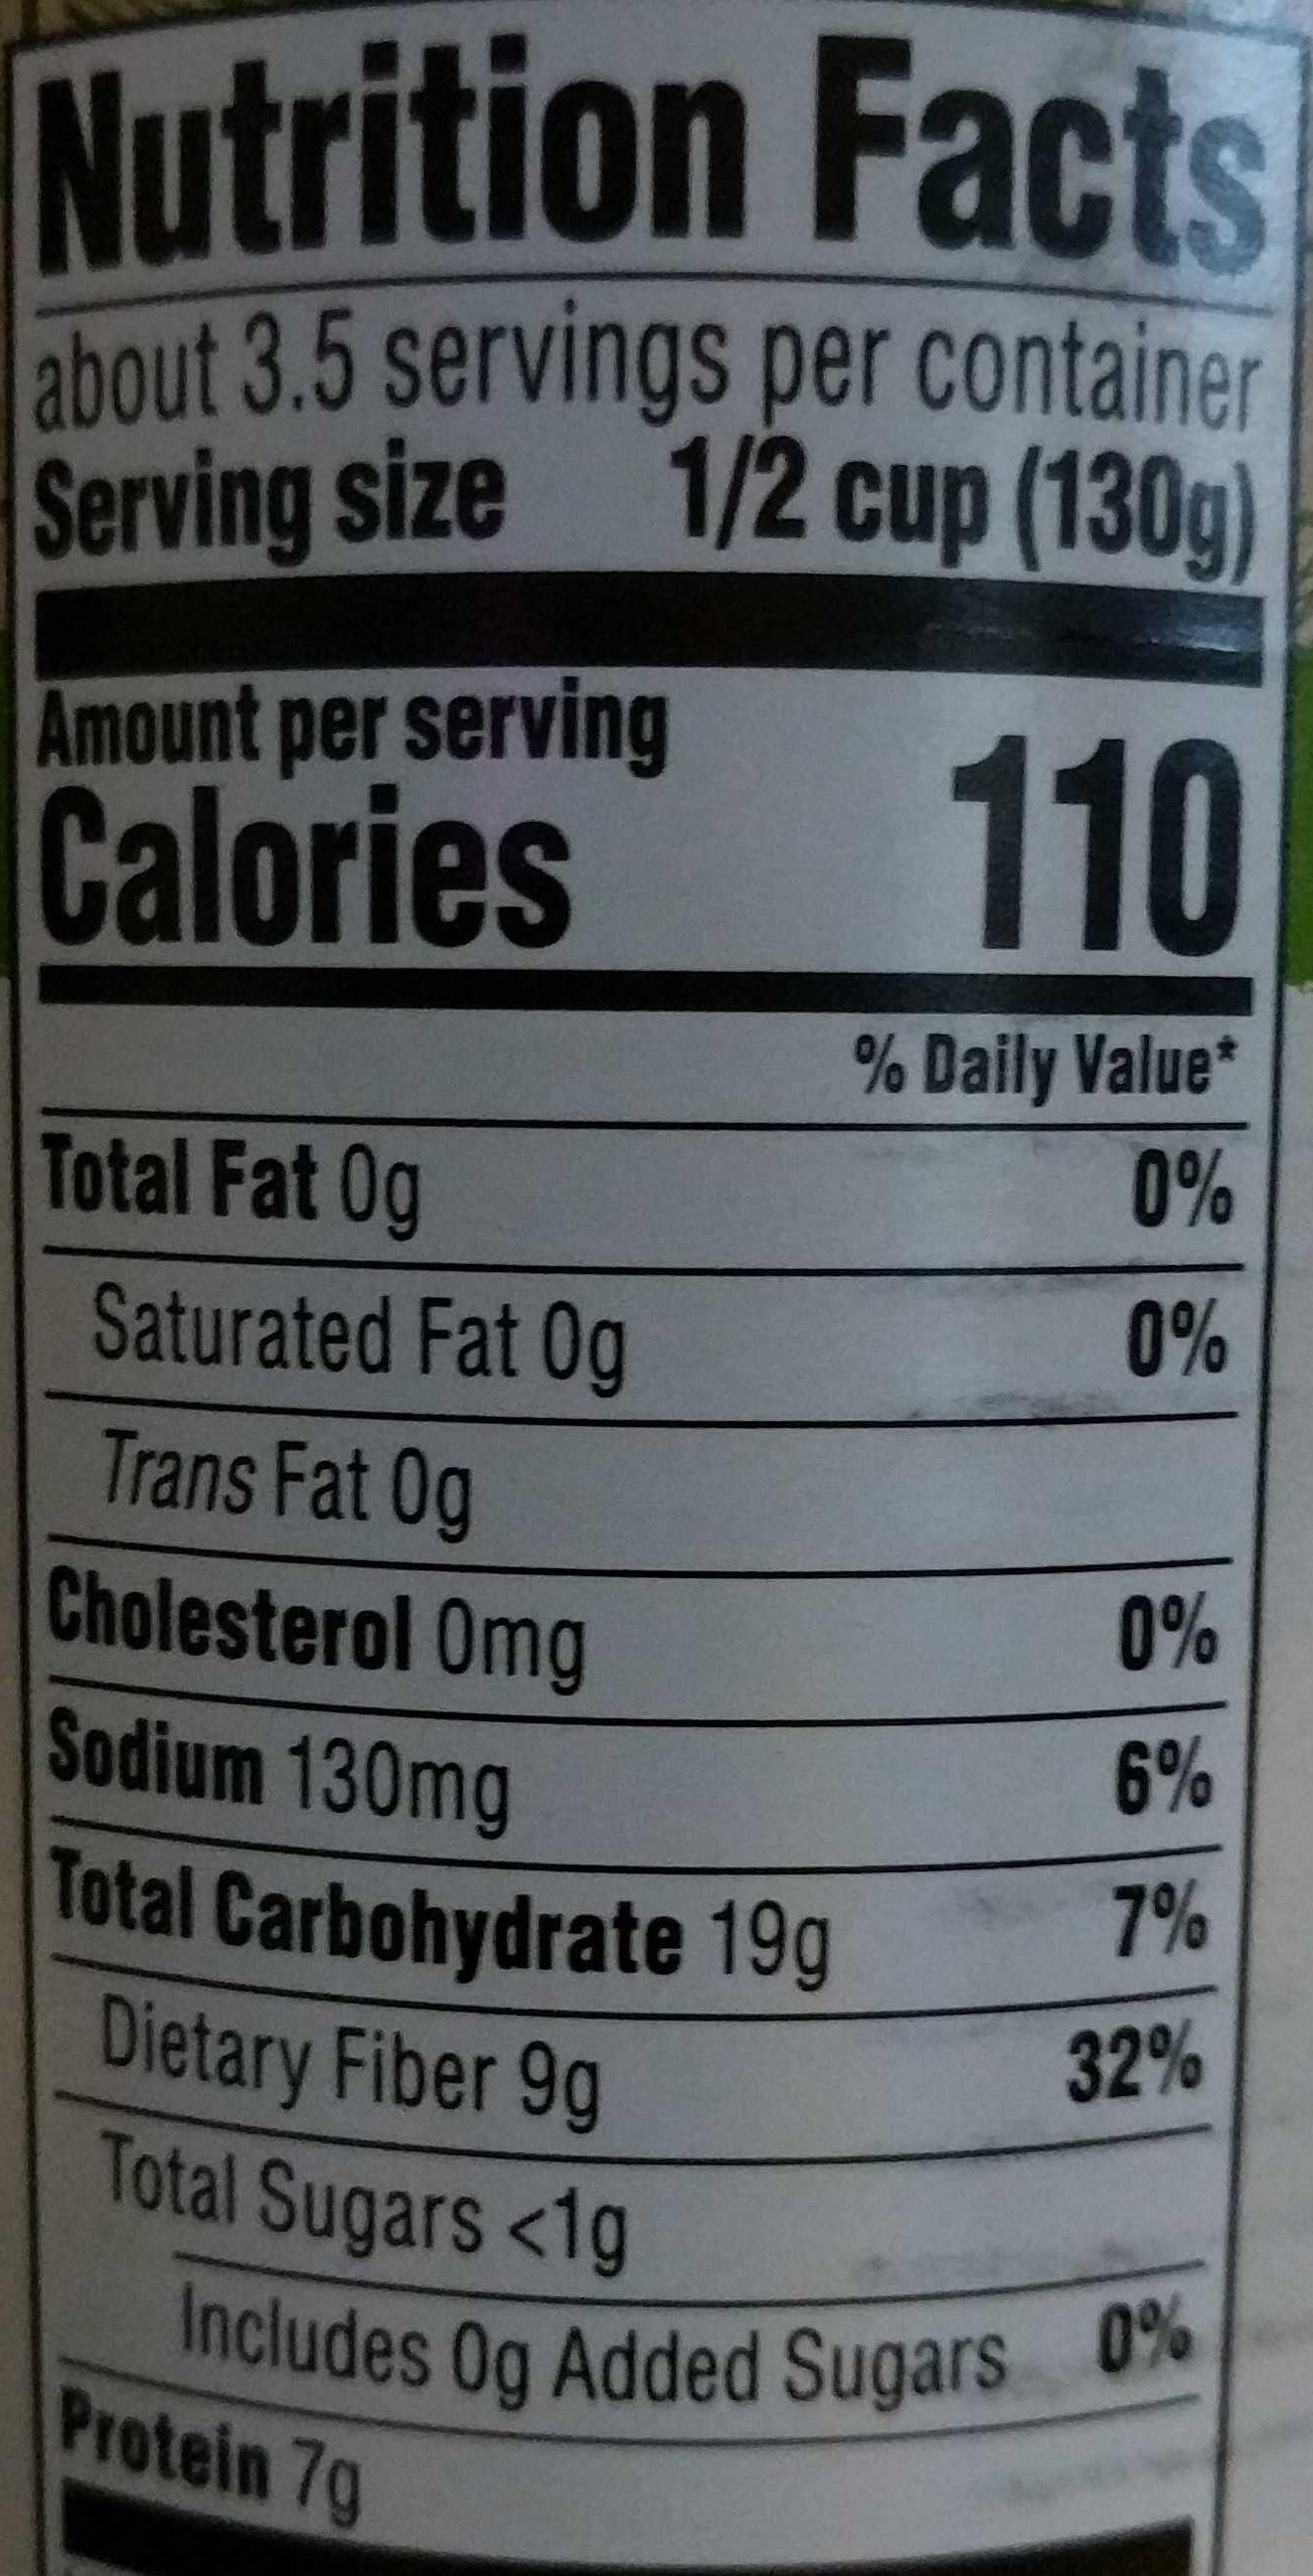 Nutrition Facts
about 3.5 servings per container
Serving size 1/2 cup (130g)
Amount per serving
Calories 110
% Daily Value*
Total Fat 0g 0%
Saturated Fat 0g 0%
Trans Fat 0g
Cholesterol 0mg 0%
Sodium 130mg 6%
Total Carbohydrate 19g 7%
Dietary Fiber 9g 32%
Total Sugars <1g
Includes 0g Added Sugars 0%
Protein 7g